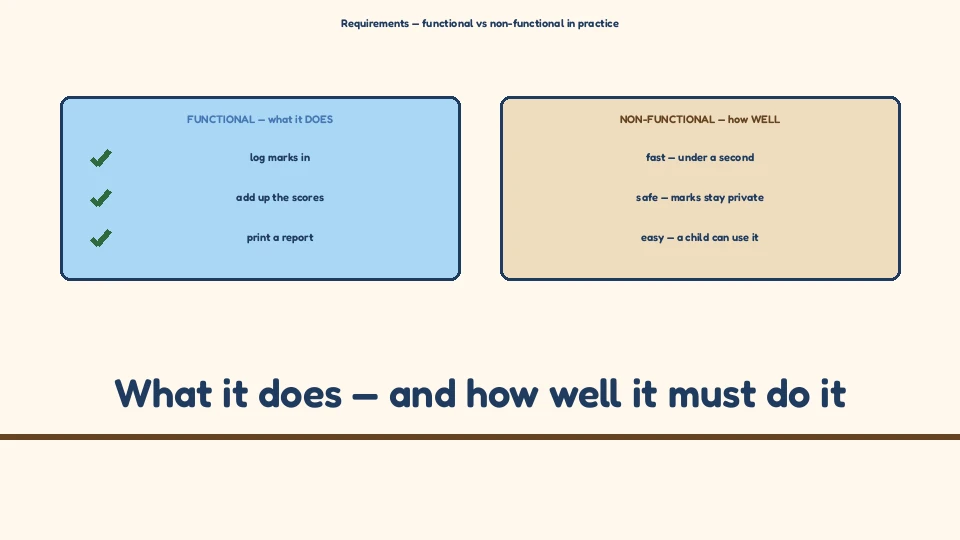 Requirements — functional vs non-functional in practice
FUNCTIONAL — what it DOES
log marks in
add up the scores
print a report
NON-FUNCTIONAL — how WELL
fast — under a second
safe — marks stay private
easy — a child can use it
What it does — and how well it must do it